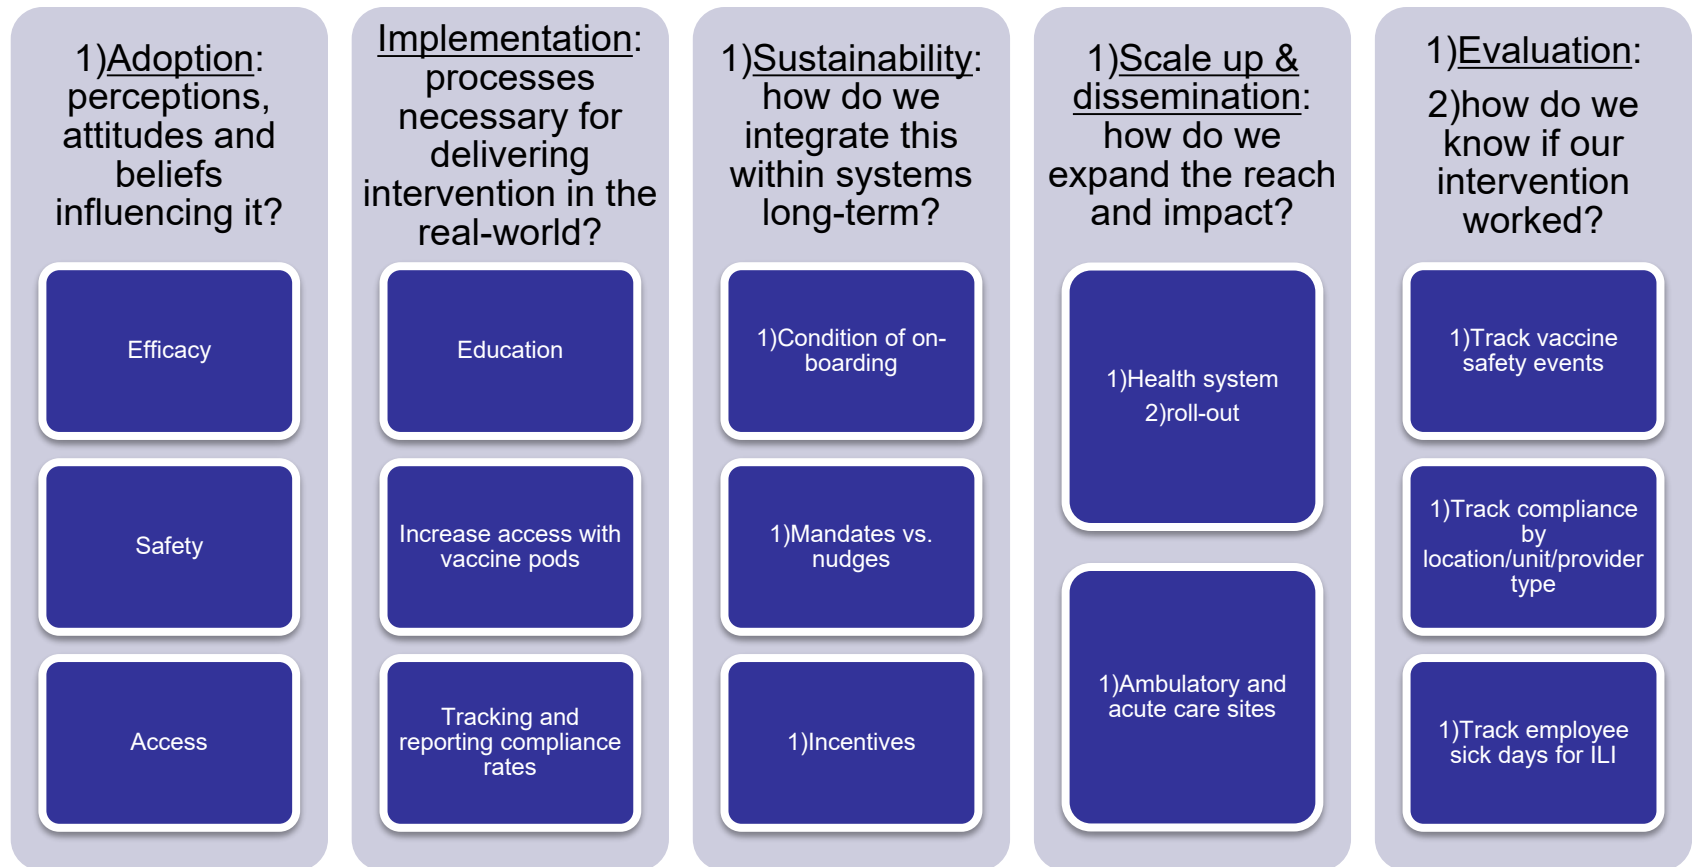 1)Adoption:
perceptions,
attitudes and
beliefs
influencing it?
Efficacy
Safety
Access
Implementation:
processes
necessary for
delivering
intervention in the
real-world?
Education
Increase access with
vaccine pods
Tracking and
reporting compliance
rates
1)Sustainability:
how do we
integrate this
within systems
long-term?
1)Condition of on-
boarding
1)Mandates vs.
nudges
1)Incentives
1)Scale up &
dissemination:
how do we
expand the reach
and impact?
1)Health system
2)roll-out
1)Ambulatory and
acute care sites
1)Evaluation:
2)how do we
know if our
intervention
worked?
1)Track vaccine
safety events
1)Track compliance
by
location/unit/provider
type
1)Track employee
sick days for ILI